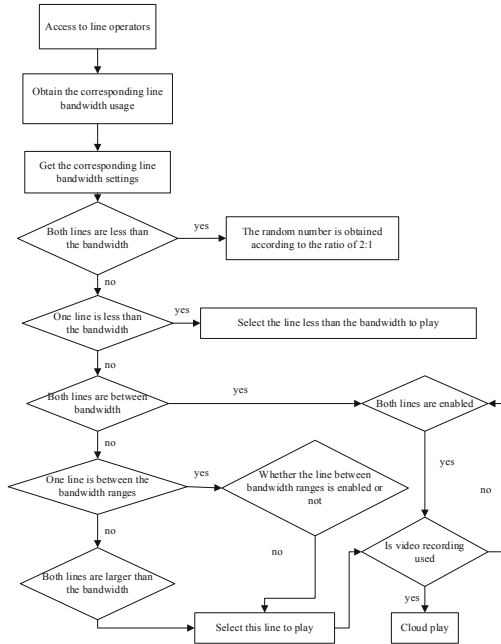 Access to line operators
Obtain the corresponding line
bandwidth usage
Get the corresponding line
bandwidth settings
Both lines are less than
the bandwidth
yes
The random number is obtained
according to the ratio of 2:1
no
One line is less than
the bandwidth
yes
Select the line less than the bandwidth to play
no
Both lines are between
bandwidth
yes
Both lines are enabled
no
One line is between the
the bandwidth ranges
yes
Whether the line between
bandwidth ranges is enabled or
not
yes
no
no
no
Both lines are larger than
the bandwidth
Is video recording
used
yes
Select this line to play
Cloud play